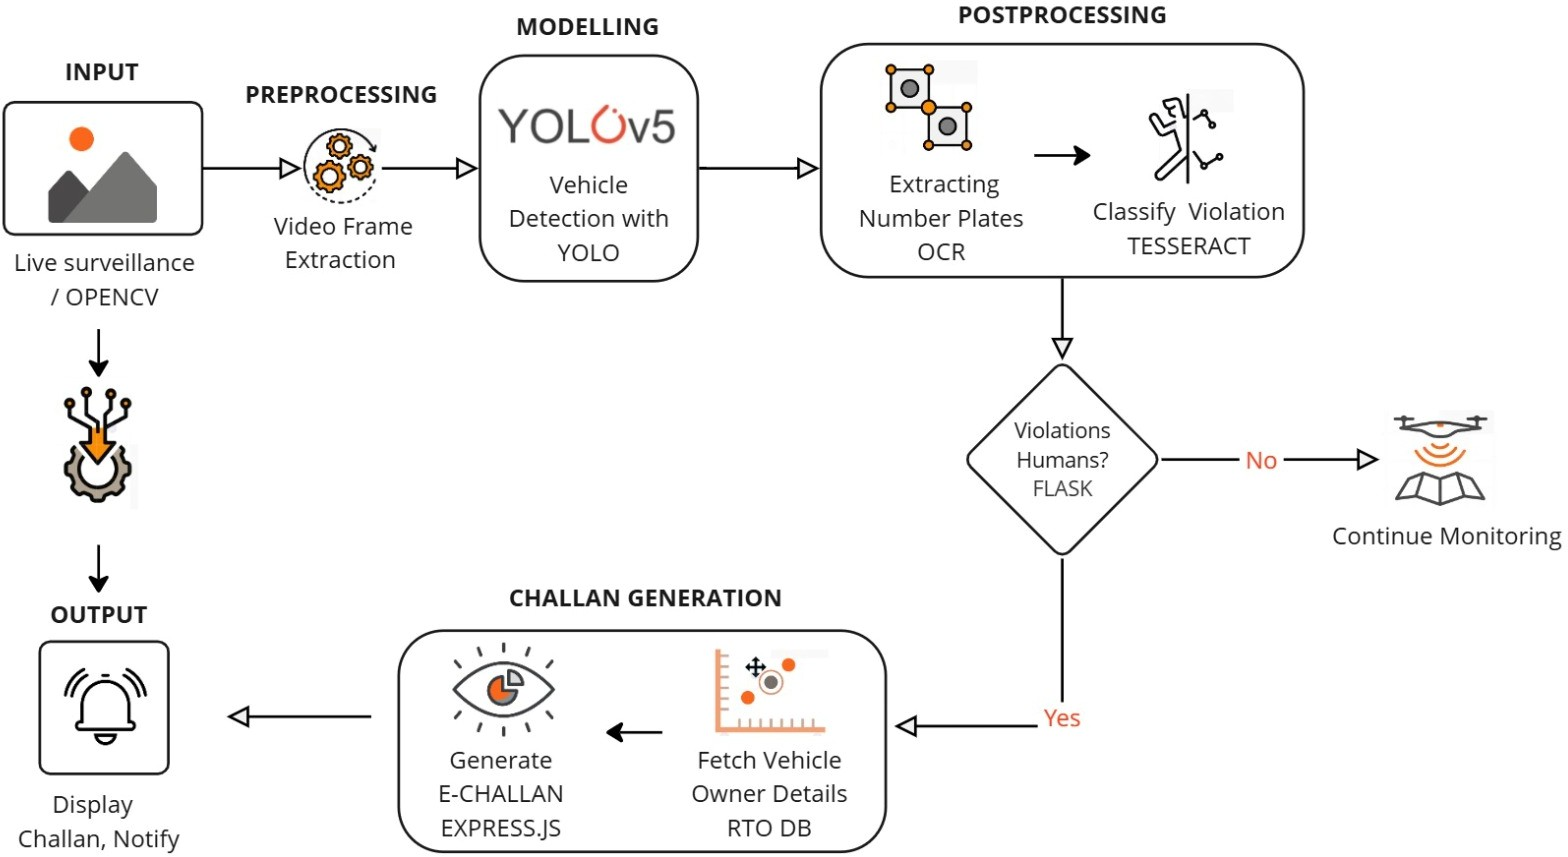 INPUT
Live surveillance
/ OPENCV
PREPROCESSING
Video Frame
Extraction
MODELLING
YOLOv5
Vehicle
Detection with
YOLO
POSTPROCESSING
Extracting
Number Plates
OCR
Classify Violation
TESSERACT
Violations
Humans?
FLASK
No
Continue Monitoring
Yes
CHALLAN GENERATION
Fetch Vehicle
Owner Details
RTO DB
Generate
E-CHALLAN
EXPRESS.JS
OUTPUT
Display
Challan, Notify